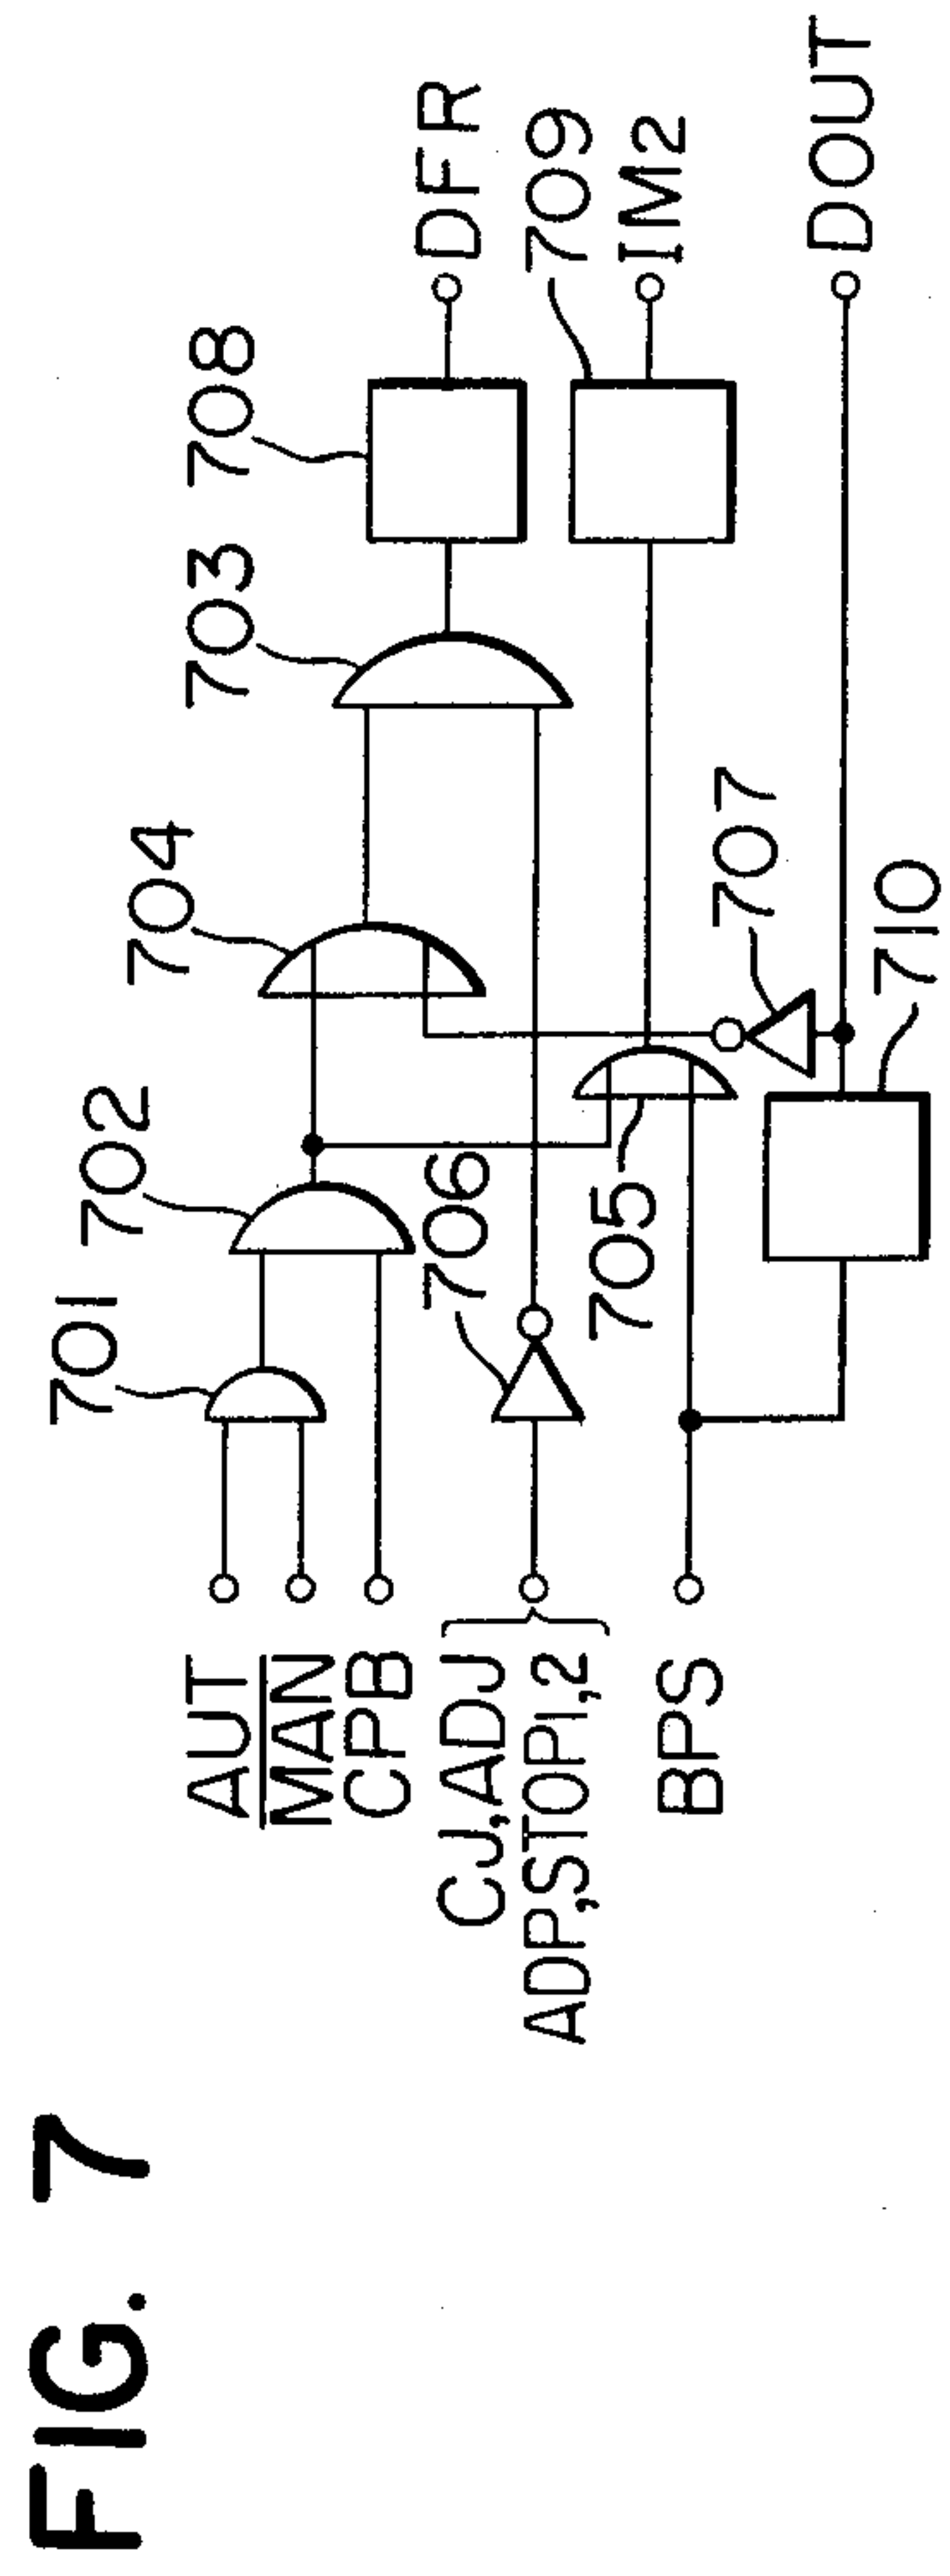 FIG. 7
AUT
MAN
CPB
CJ, ADJ
ADP, STOP1,2
BPS
701
702
706
705
704
710
707
703
708
709
DFR
IM2
DOUT